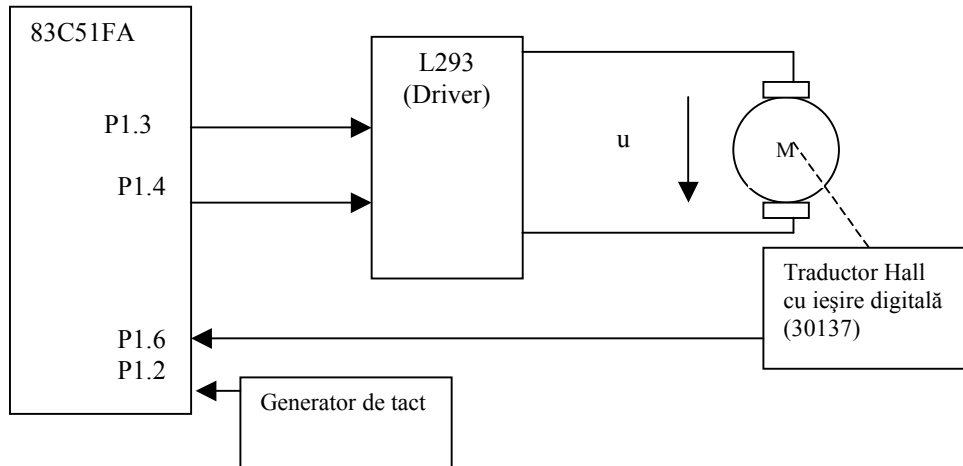 83C51FA
L293
(Driver)
P1.3
u
M
P1.4
Traductor Hall
cu ieşire digitală
(30137)
P1.6
P1.2
Generator de tact